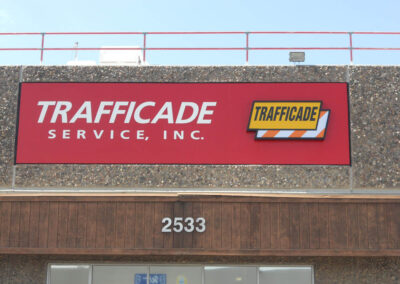 TRAFFICADE
SERVICE, INC.
TRAFFICADE
2533